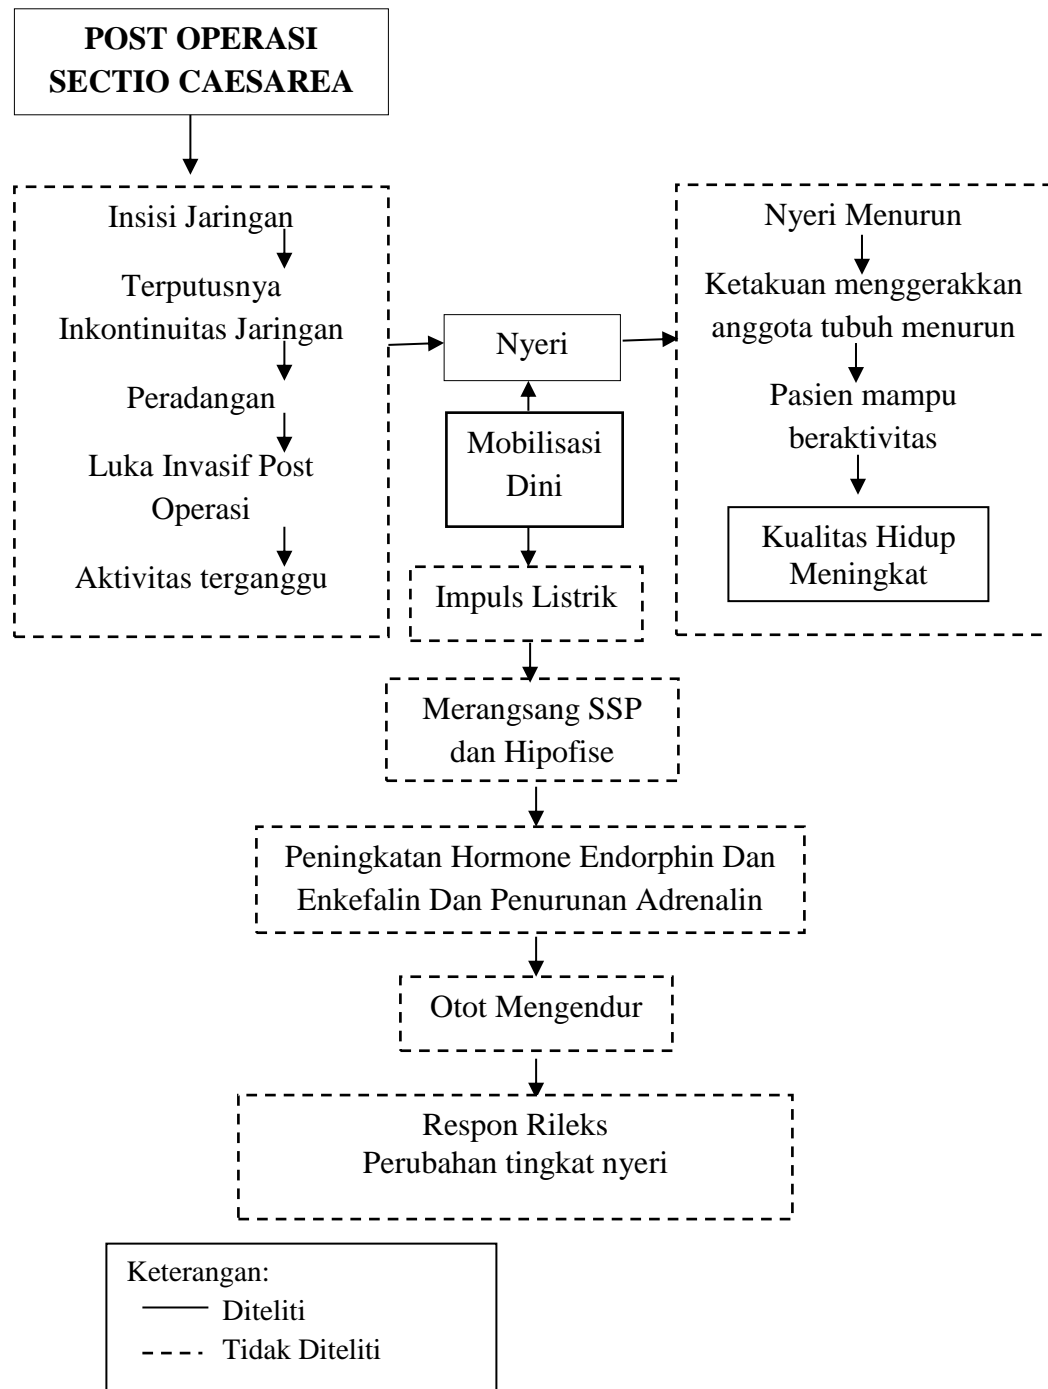 POST OPERASI
SECTIO CAESAREA
Insisi Jaringan
Terputusnya
Inkontinuitas Jaringan
Peradangan
Luka Invasif Post
Operasi
Aktivitas terganggu
Nyeri
Mobilisasi
Dini
Nyeri Menurun
Ketakuan menggerakkan
anggota tubuh menurun
Pasien mampu
beraktivitas
Kualitas Hidup
Meningkat
Impuls Listrik
Merangsang SSP
dan Hipofise
Peningkatan Hormone Endorphin Dan
Enkefalin Dan Penurunan Adrenalin
Otot Mengendur
Respon Rileks
Perubahan tingkat nyeri
Keterangan:
Diteliti
Tidak Diteliti